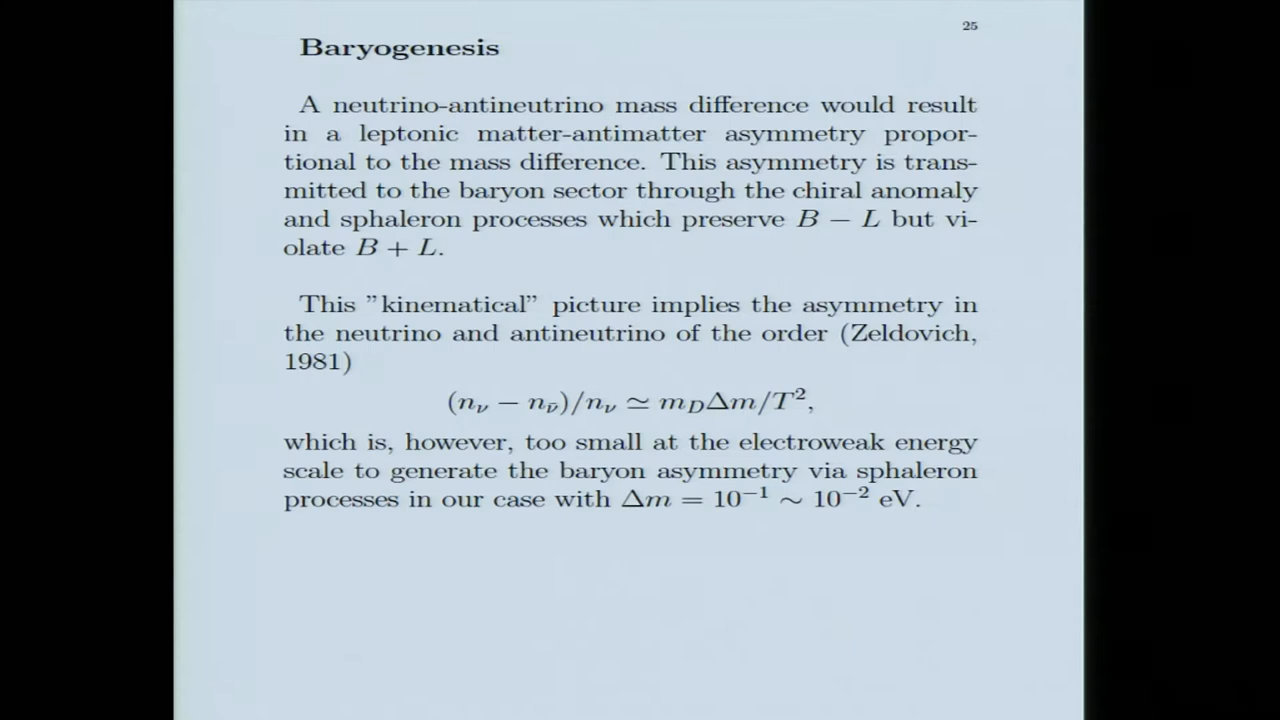 25
Baryogenesis
A neutrino-antineutrino mass difference would result
in a leptonic matter-antimatter asymmetry propor-
tional to the mass difference. This asymmetry is trans-
mitted to the baryon sector through the chiral anomaly
and sphaleron processes which preserve B − L but vi-
olate B + L.
This ”kinematical” picture implies the asymmetry in
the neutrino and antineutrino of the order (Zeldovich,
1981)
(n_ν − n_ν̄)/n_ν ≃ m_DΔm/T²,
which is, however, too small at the electroweak energy
scale to generate the baryon asymmetry via sphaleron
processes in our case with Δm = 10⁻¹ ∼ 10⁻² eV.